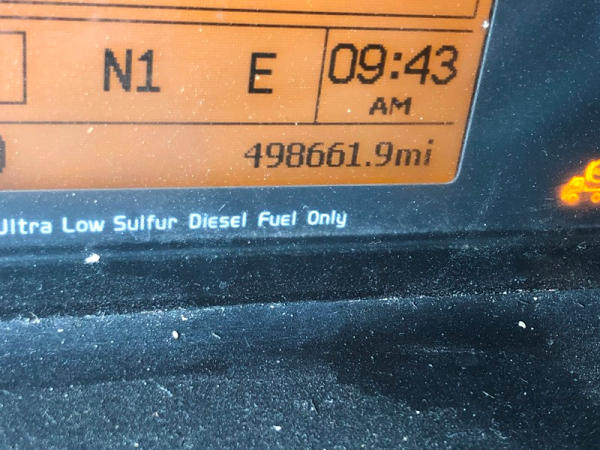 N1 E 09:43
AM
498661.9mi
Ultra Low Sulfur Diesel Fuel Only